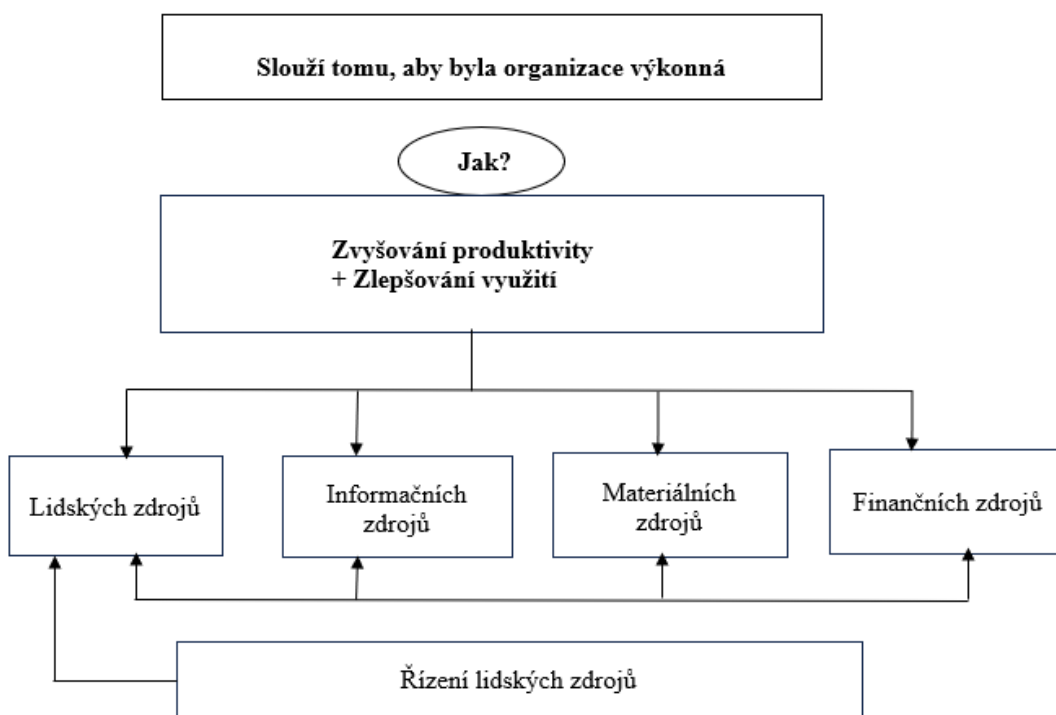 Slouží tomu, aby byla organizace výkonná
Jak?
Zvyšování produktivity
+ Zlepšování využití
Lidských zdrojů
Informačních
zdrojů
Materiálních
zdrojů
Finančních zdrojů
Řízení lidských zdrojů